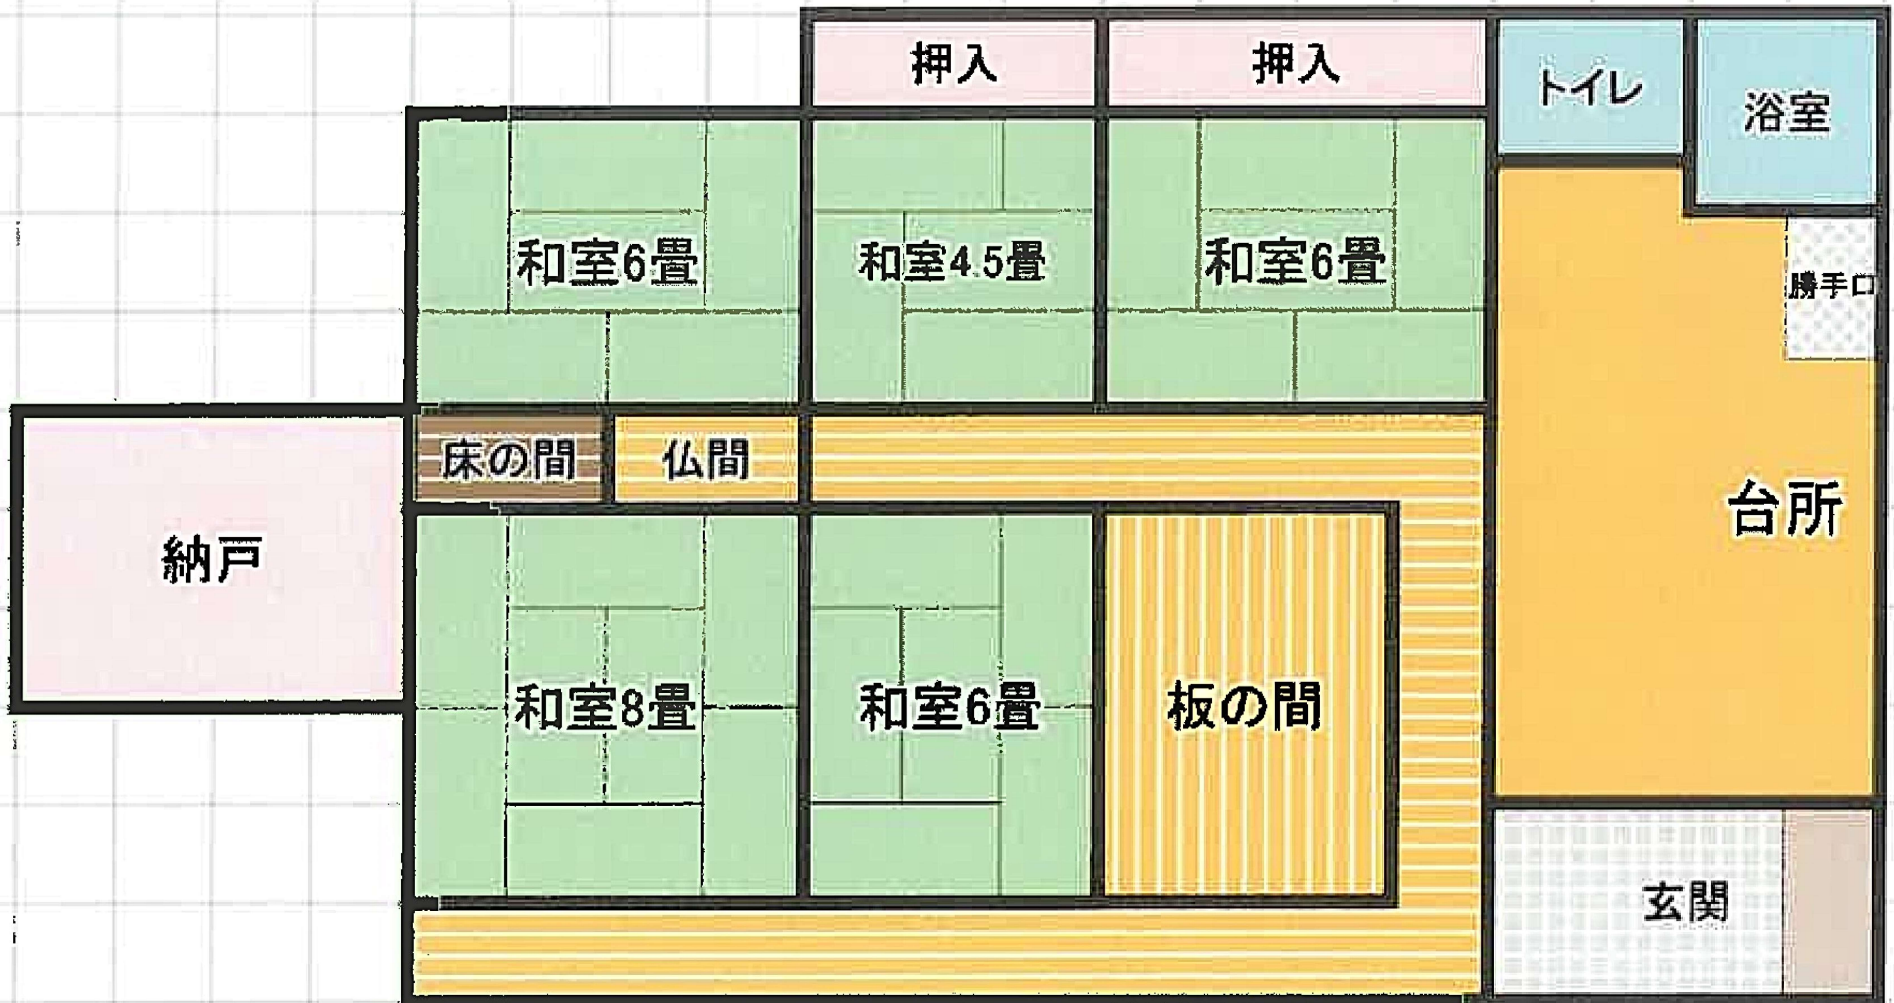 押入
押入
トイレ
浴室
和室6畳
和室4.5畳
和室6畳
勝手口
床の間
仏間
台所
納戸
和室8畳
和室6畳
板の間
玄関